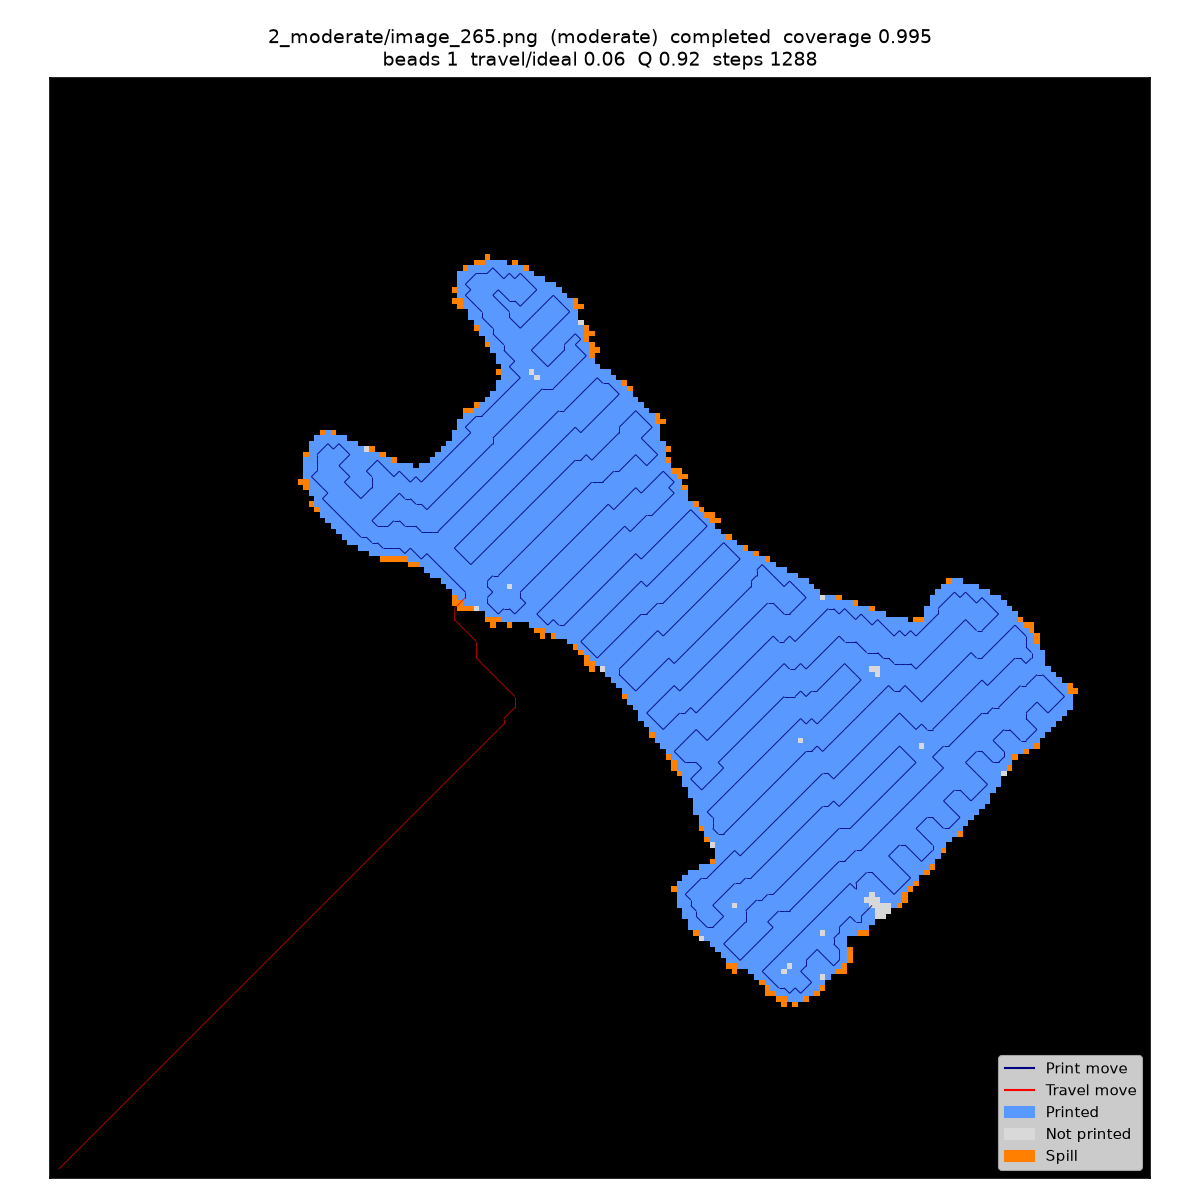 2_moderate/image_265.png  (moderate)  completed  coverage 0.995
beads 1  travel/ideal 0.06  Q 0.92  steps 1288
Print move
Travel move
Printed
Not printed
Spill